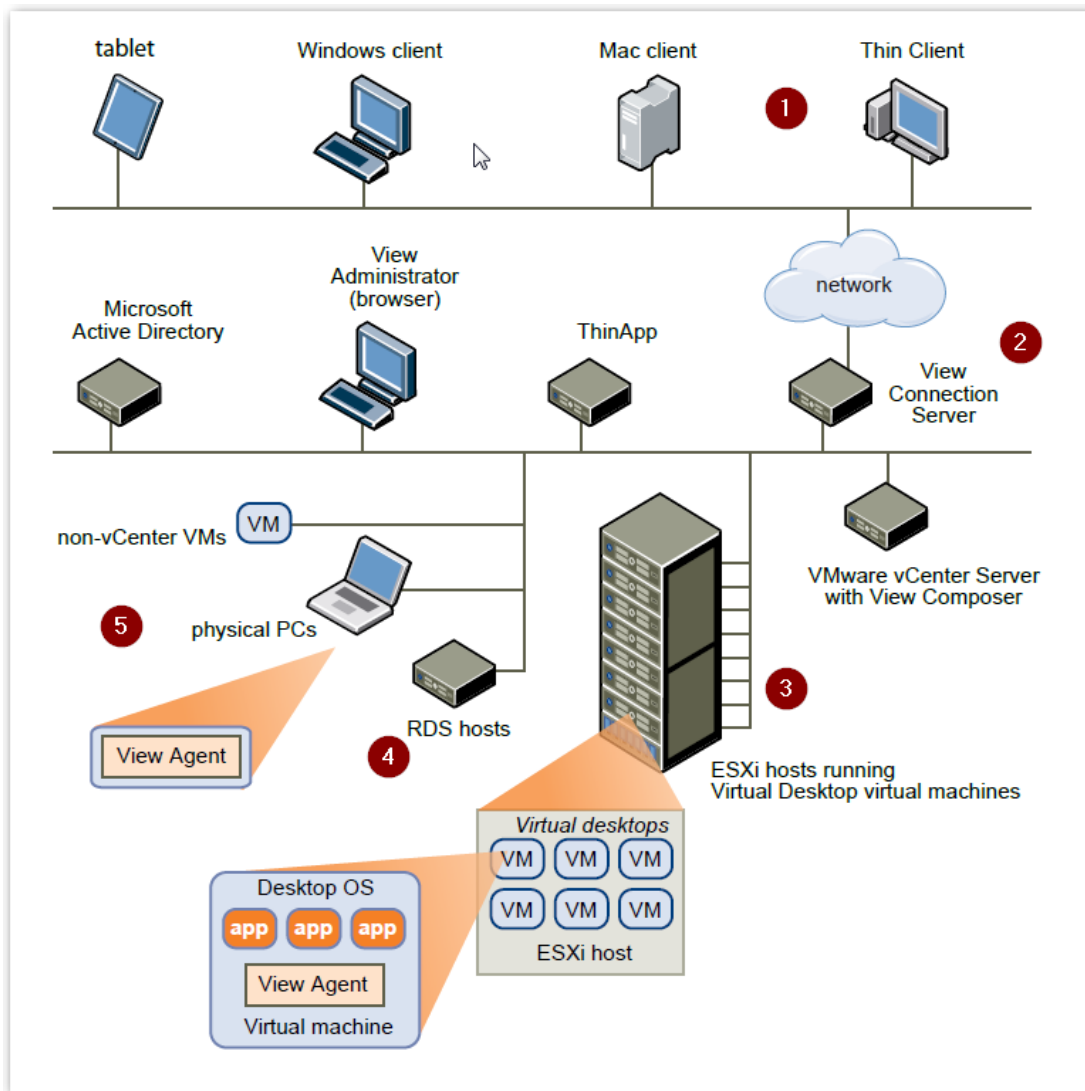 tablet
Windows client
Mac client
Thin Client
1
network
View
Administrator
(browser)
Microsoft
Active Directory
ThinApp
2
View
Connection
Server
non-vCenter VMs
VM
VMware vCenter Server
with View Composer
5
physical PCs
View Agent
RDS hosts
4
3
ESXi hosts running
Virtual Desktop virtual machines
Virtual desktops
VM VM VM
VM VM VM
ESXi host
Desktop OS
app app app
View Agent
Virtual machine